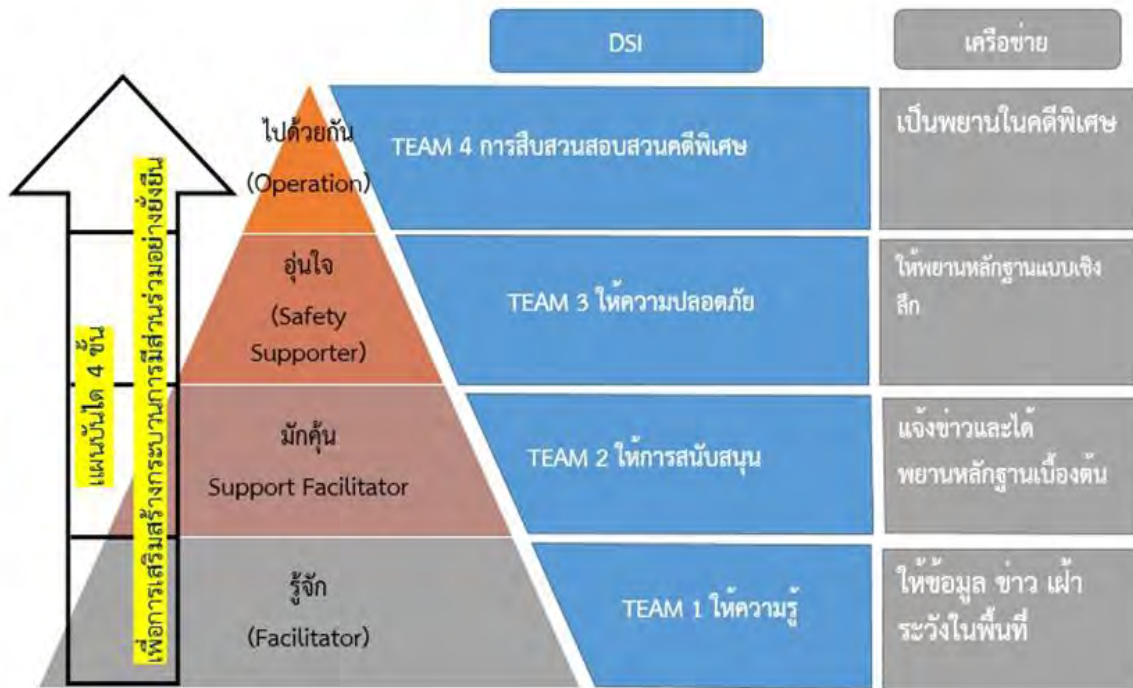 DSI
เครือข่าย
ไปด้วยกัน
(Operation)
TEAM 4 การสืบสวนสอบสวนคดีพิเศษ
เป็นพยานในคดีพิเศษ
อุ่นใจ
(Safety
Supporter)
TEAM 3 ให้ความปลอดภัย
ให้พยานหลักฐานแบบเชิง
ลึก
มักคุ้น
Support Facilitator
TEAM 2 ให้การสนับสนุน
แจ้งข่าวและได้
พยานหลักฐานเบื้องต้น
รู้จัก
(Facilitator)
TEAM 1 ให้ความรู้
ให้ข้อมูล ข่าว เฝ้า
ระวังในพื้นที่
แผนบันได 4 ขั้น
เพื่อการเสริมสร้างกระบวนการมีส่วนร่วมอย่างยั่งยืน